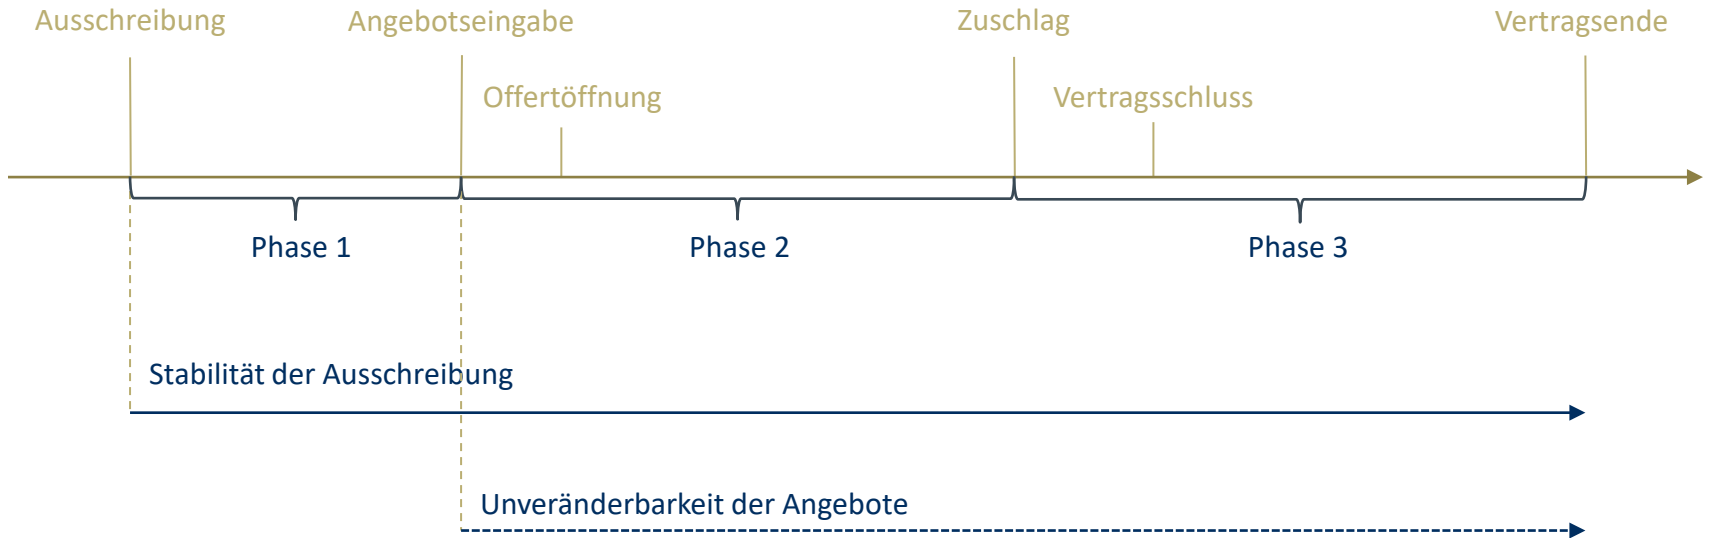 Ausschreibung
Angebotseingabe
Zuschlag
Vertragsende
Offertöffnung
Vertragsschluss
Phase 1
Phase 2
Phase 3
Stabilität der Ausschreibung
Unveränderbarkeit der Angebote